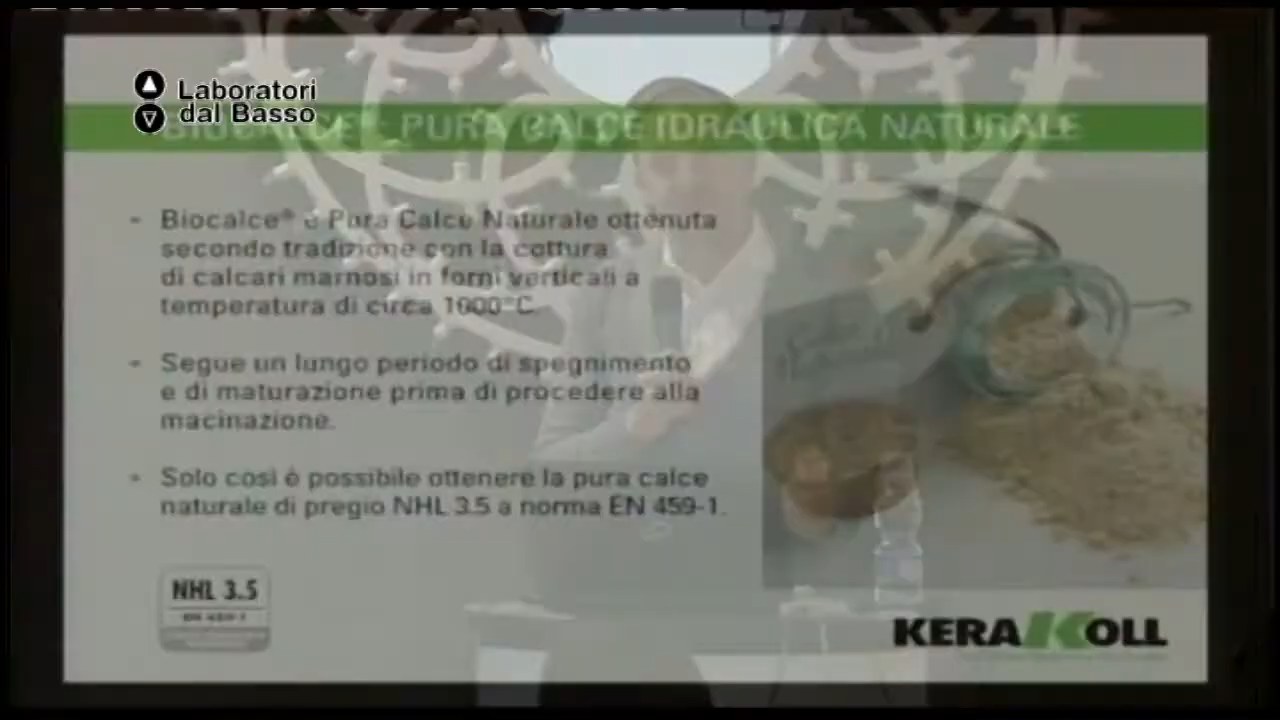 Laboratori
dal Basso
PURA CALCE IDRAULICA NATURALE
- Biocalce® è Pura Calce Naturale ottenuta
secondo tradizione con la cottura
di calcari marnosi in forni verticali a
temperatura di circa 1000°C.
- Segue un lungo periodo di spegnimento
e di maturazione prima di procedere alla
macinazione.
- Solo così è possibile ottenere la pura calce
naturale di pregio NHL 3.5 a norma EN 459-1.
NHL 3.5
EN 459-1
KERAKOLL